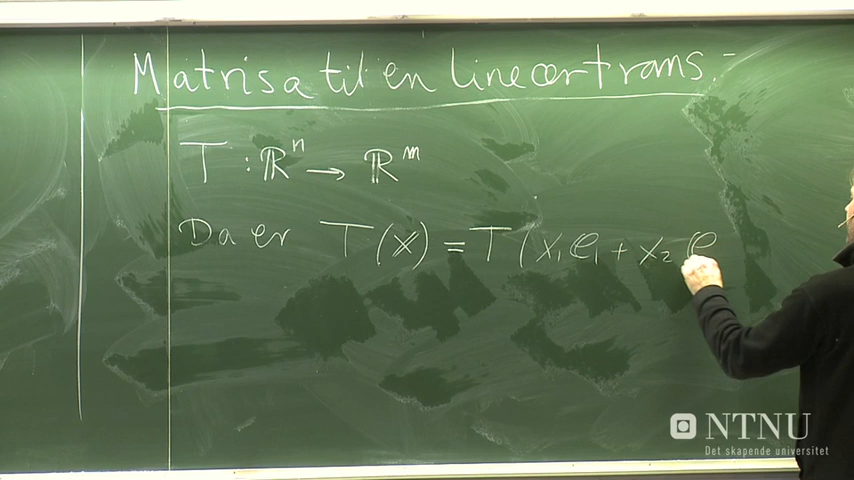 Matrisa til en lineær trans.-
T : ℝⁿ → ℝᵐ
Da er T(x) = T(x₁e₁ + x₂e
NTNU
Det skapende universitet